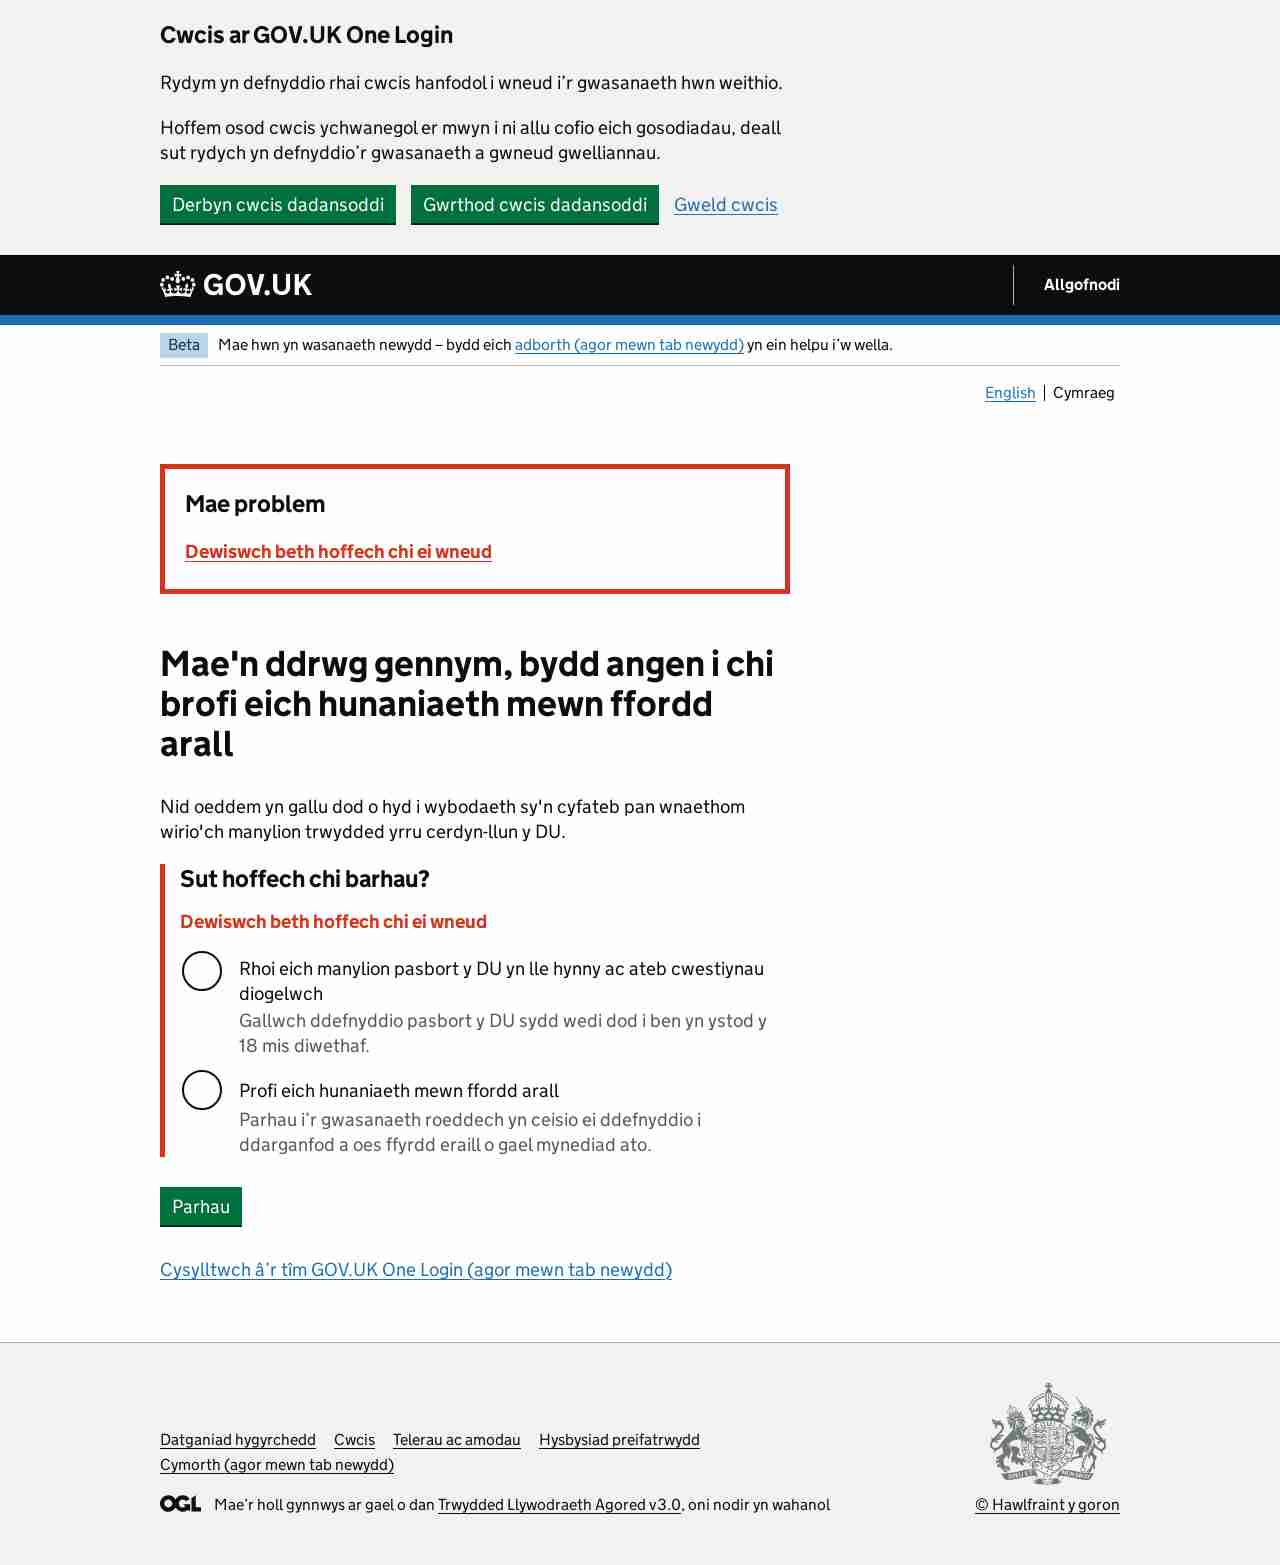 Cwcis ar GOV.UK One Login
Rydym yn defnyddio rhai cwcis hanfodol i wneud i’r gwasanaeth hwn weithio.
Hoffem osod cwcis ychwanegol er mwyn i ni allu cofio eich gosodiadau, deall
sut rydych yn defnyddio’r gwasanaeth a gwneud gwelliannau.
Derbyn cwcis dadansoddi Gwrthod cwcis dadansoddi Gweld cwcis
GOV.UK Allgofnodi
Beta Mae hwn yn wasanaeth newydd – bydd eich adborth (agor mewn tab newydd) yn ein helpu i’w wella.
English Cymraeg
Mae problem
Dewiswch beth hoffech chi ei wneud
Mae'n ddrwg gennym, bydd angen i chi
brofi eich hunaniaeth mewn ffordd
arall
Nid oeddem yn gallu dod o hyd i wybodaeth sy'n cyfateb pan wnaethom
wirio'ch manylion trwydded yrru cerdyn-llun y DU.
Sut hoffech chi barhau?
Dewiswch beth hoffech chi ei wneud
Rhoi eich manylion pasbort y DU yn lle hynny ac ateb cwestiynau
diogelwch
Gallwch ddefnyddio pasbort y DU sydd wedi dod i ben yn ystod y
18 mis diwethaf.
Profi eich hunaniaeth mewn ffordd arall
Parhau i’r gwasanaeth roeddech yn ceisio ei ddefnyddio i
ddarganfod a oes ffyrdd eraill o gael mynediad ato.
Parhau
Cysylltwch â’r tîm GOV.UK One Login (agor mewn tab newydd)
Datganiad hygyrchedd Cwcis Telerau ac amodau Hysbysiad preifatrwydd
Cymorth (agor mewn tab newydd)
OGL Mae’r holl gynnwys ar gael o dan Trwydded Llywodraeth Agored v3.0, oni nodir yn wahanol
© Hawlfraint y goron